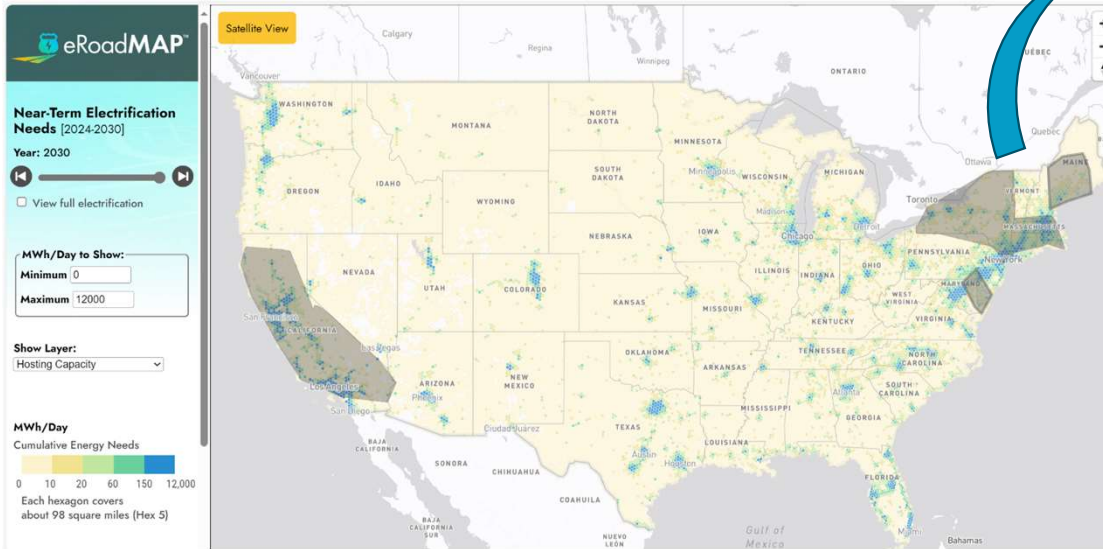 eRoadMAP™
Near-Term Electrification
Needs [2024-2030]
Year: 2030
View full electrification
MWh/Day to Show:
Minimum 0
Maximum 12000
Show Layer:
Hosting Capacity
MWh/Day
Cumulative Energy Needs
0 10 20 60 150 12,000
Each hexagon covers
about 98 square miles (Hex 5)
Satellite View
Calgary
Regina
Winnipeg
Vancouver
ONTARIO
WASHINGTON
MONTANA
NORTH
DAKOTA
MINNESOTA
Quebec
Ottawa
MAINE
OREGON
IDAHO
SOUTH
DAKOTA
Minneapolis
WISCONSIN
MICHIGAN
Toronto
VERMONT
WYOMING
Madison
Detroit
MASSACHUSETTS
NEBRASKA
IOWA
Chicago
PENNSYLVANIA
New York
NEVADA
UTAH
COLORADO
ILLINOIS
INDIANA
OHIO
MARYLAND
San Francisco
CALIFORNIA
KANSAS
MISSOURI
WEST
VIRGINIA
KENTUCKY
VIRGINIA
Las Vegas
Los Angeles
ARIZONA
Phoenix
NEW
MEXICO
OKLAHOMA
ARKANSAS
TENNESSEE
NORTH
CAROLINA
San Diego
Atlanta
SOUTH
CAROLINA
MISSISSIPPI
GEORGIA
Ciudad Juárez
TEXAS
BAJA
CALIFORNIA
LOUISIANA
SONORA
CHIHUAHUA
Austin
Houston
FLORIDA
COAHUILA
BAJA
CALIFORNIA
SUR
NUEVO
LEÓN
Gulf of
Mexico
Miami
Bahamas